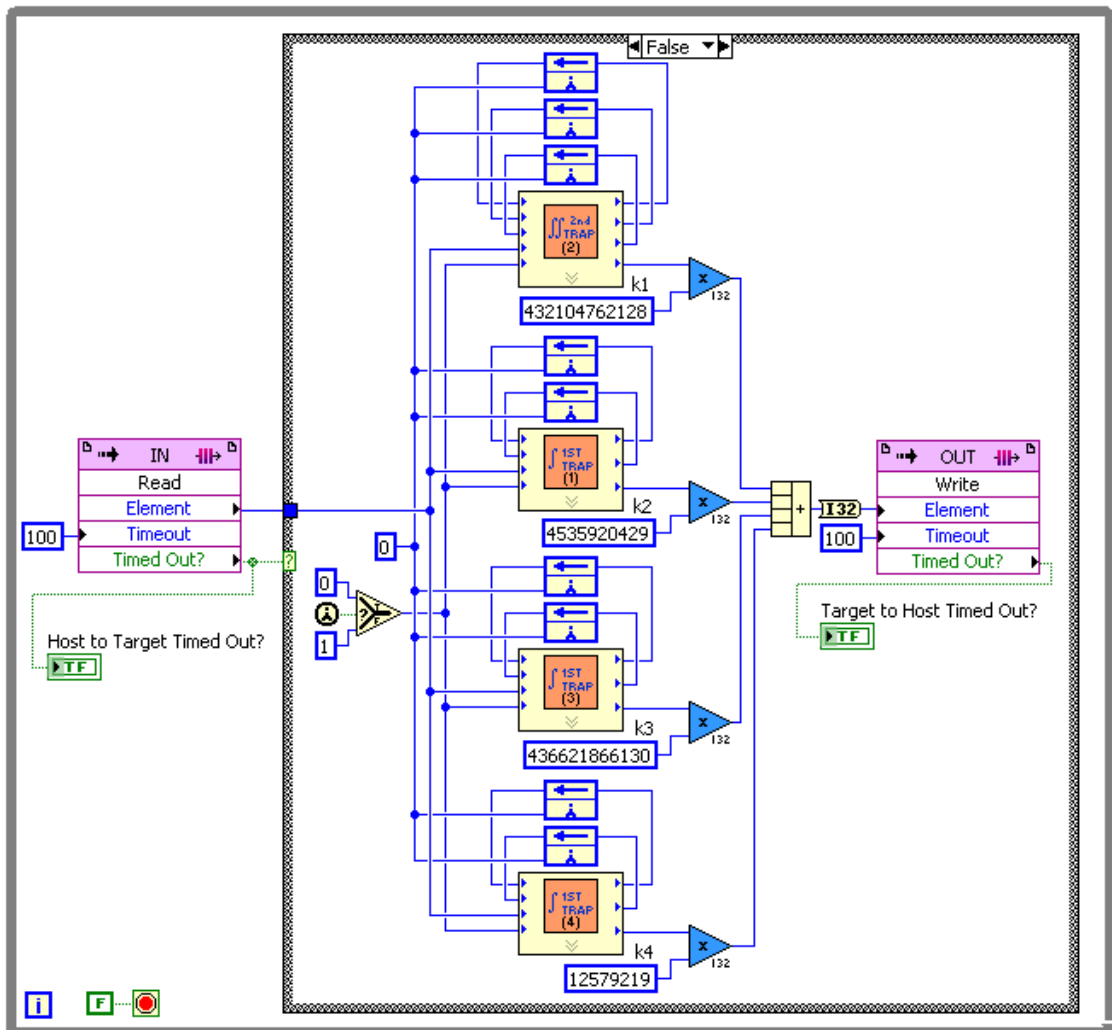 False
2nd
TRAP
(2)
k1
x
I32
432104762128
1ST
TRAP
(1)
k2
x
I32
4535920429
IN
Read
Element
Timeout
Timed Out?
100
Host to Target Timed Out?
TF
0
0
?
1
?
+
I32
OUT
Write
Element
Timeout
Timed Out?
100
Target to Host Timed Out?
TF
1ST
TRAP
(3)
k3
x
I32
436621866130
1ST
TRAP
(4)
k4
x
I32
12579219
i
F